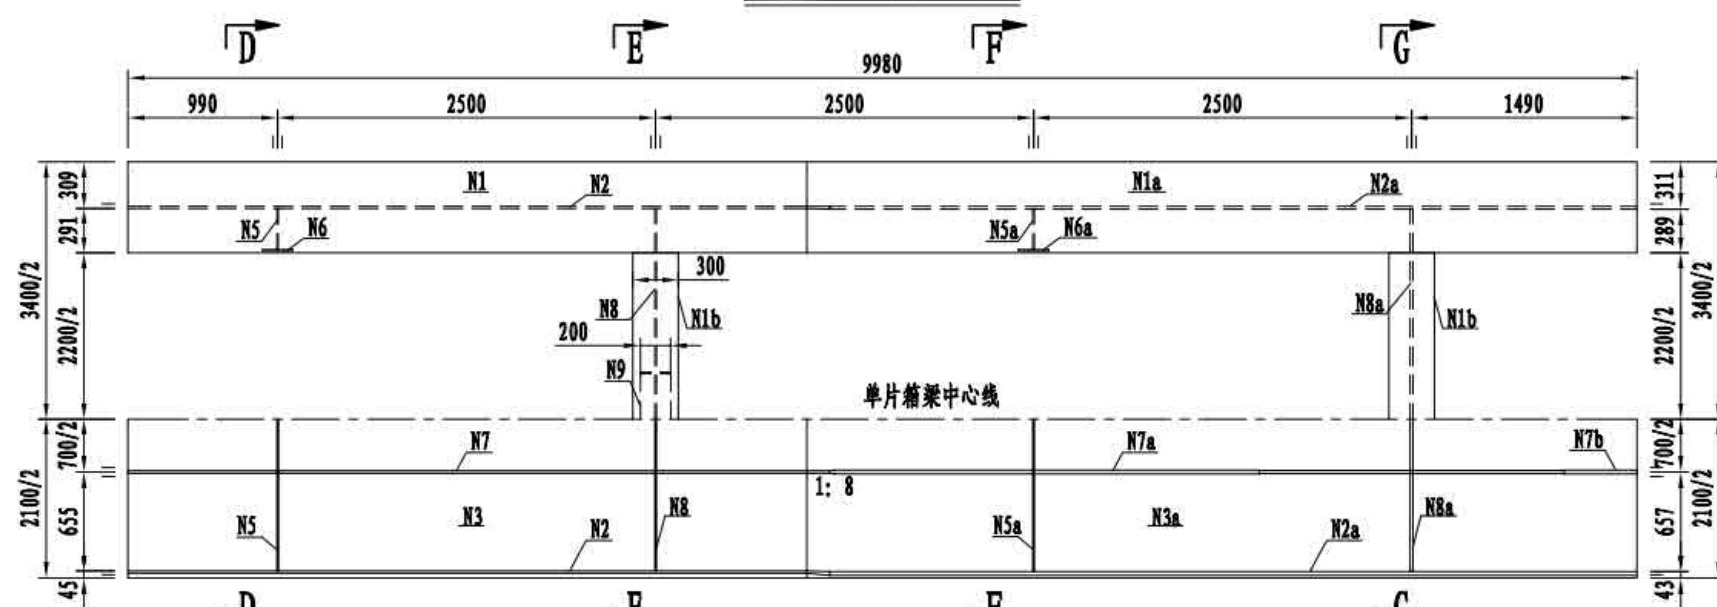 D E F G
9980
990 2500 2500 2500 1490
309 N1 N2 N1a N2a 311
291 N5 N6 N5a N6a 289
3400/2 300 3400/2
2200/2 N8 N1b N8a N1b 2200/2
200
N9
单片箱梁中心线
700/2 N7 N7a N7b 700/2
2100/2 1: 8 2100/2
655 N5 N3 N2 N8 N5a N3a N2a N8a 657
45 43
D E F G